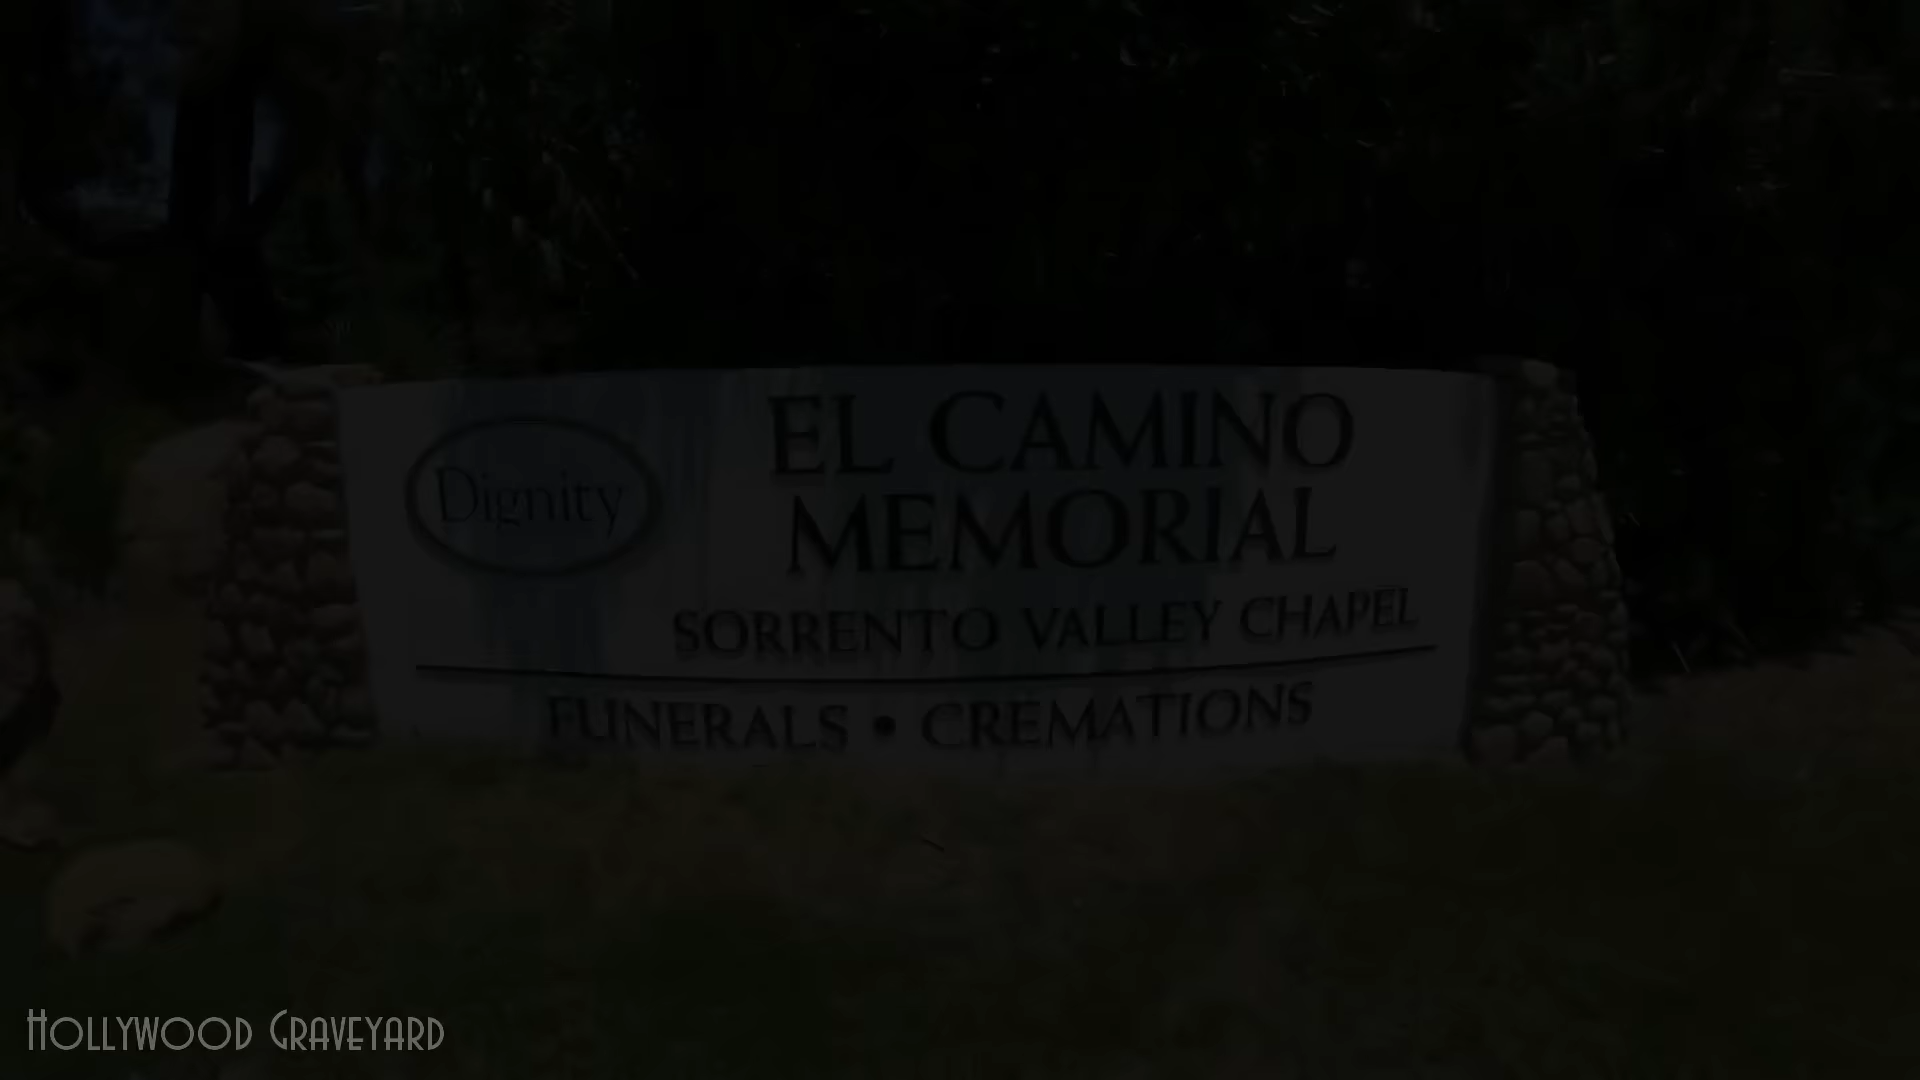 Dignity
EL CAMINO
MEMORIAL
SORRENTO VALLEY CHAPEL
FUNERALS • CREMATIONS
HOLLYWOOD GRAVEYARD